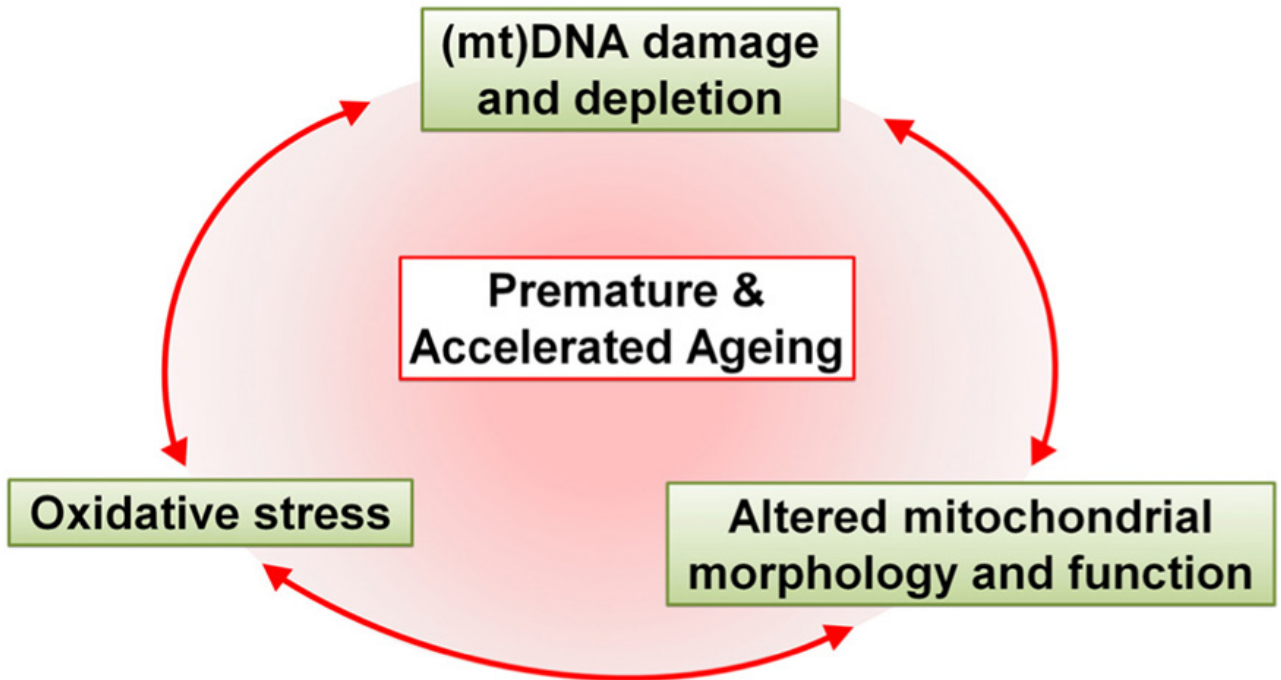 (mt)DNA damage
and depletion
Premature &
Accelerated Ageing
Oxidative stress
Altered mitochondrial
morphology and function